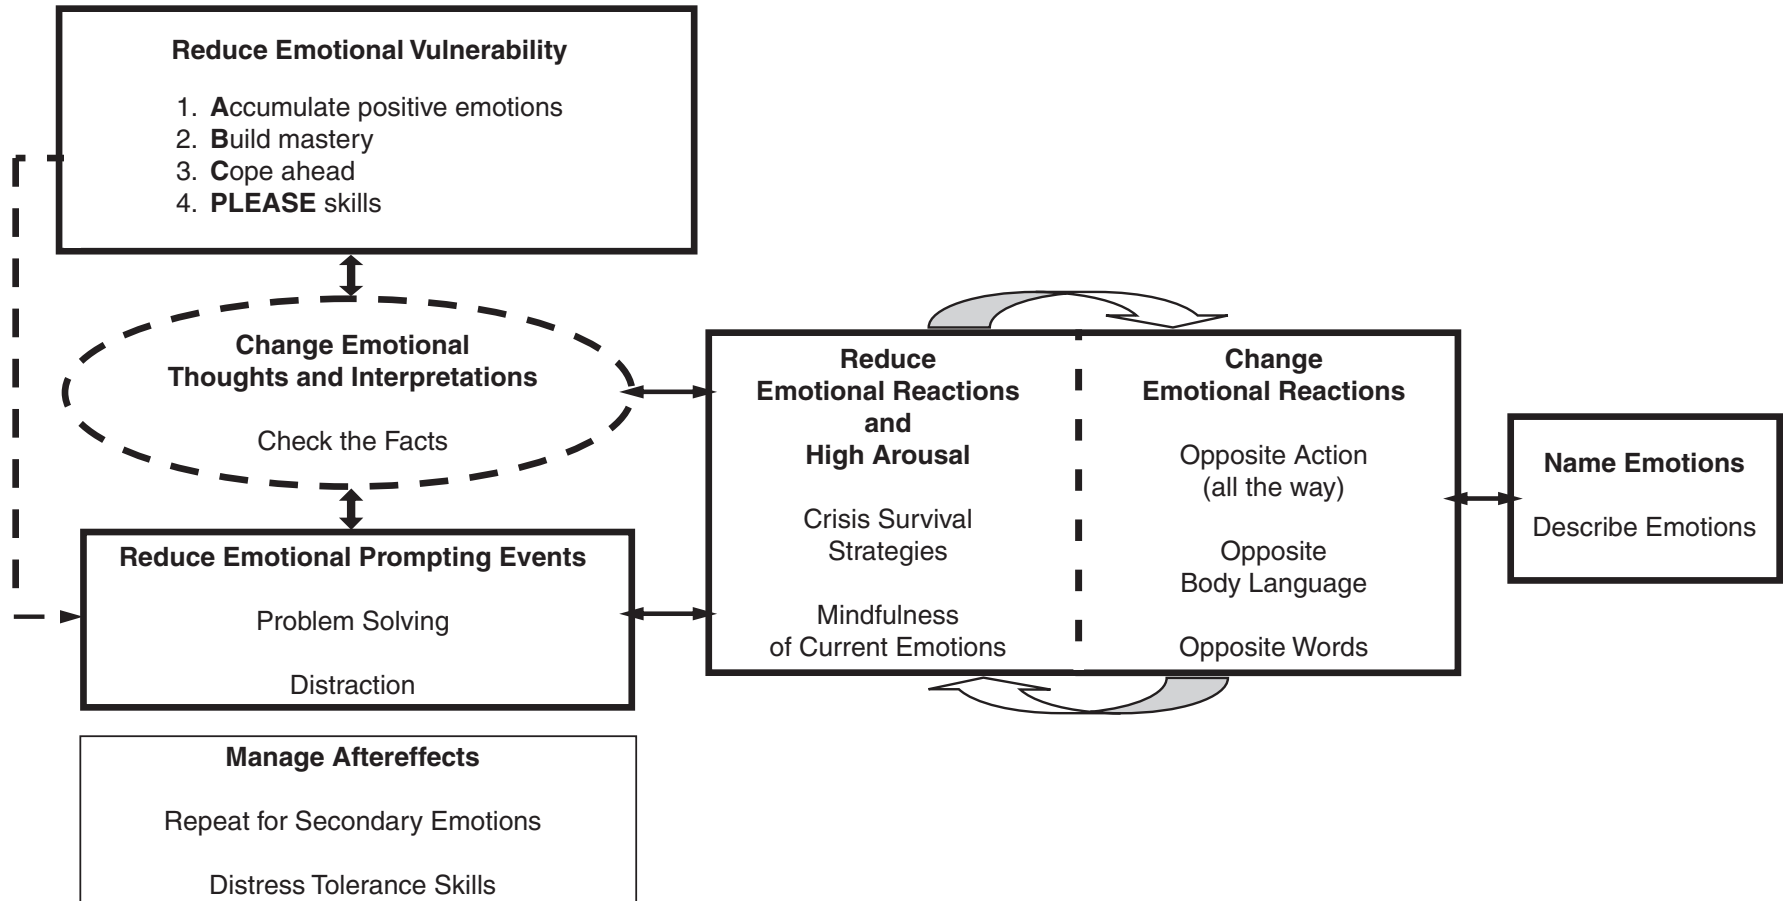 Reduce Emotional Vulnerability
1. Accumulate positive emotions
2. Build mastery
3. Cope ahead
4. PLEASE skills
Change Emotional
Thoughts and Interpretations
Check the Facts
Reduce Emotional Prompting Events
Problem Solving
Distraction
Manage Aftereffects
Repeat for Secondary Emotions
Distress Tolerance Skills
Reduce
Emotional Reactions
and
High Arousal
Crisis Survival
Strategies
Mindfulness
of Current Emotions
Change
Emotional Reactions
Opposite Action
(all the way)
Opposite
Body Language
Opposite Words
Name Emotions
Describe Emotions